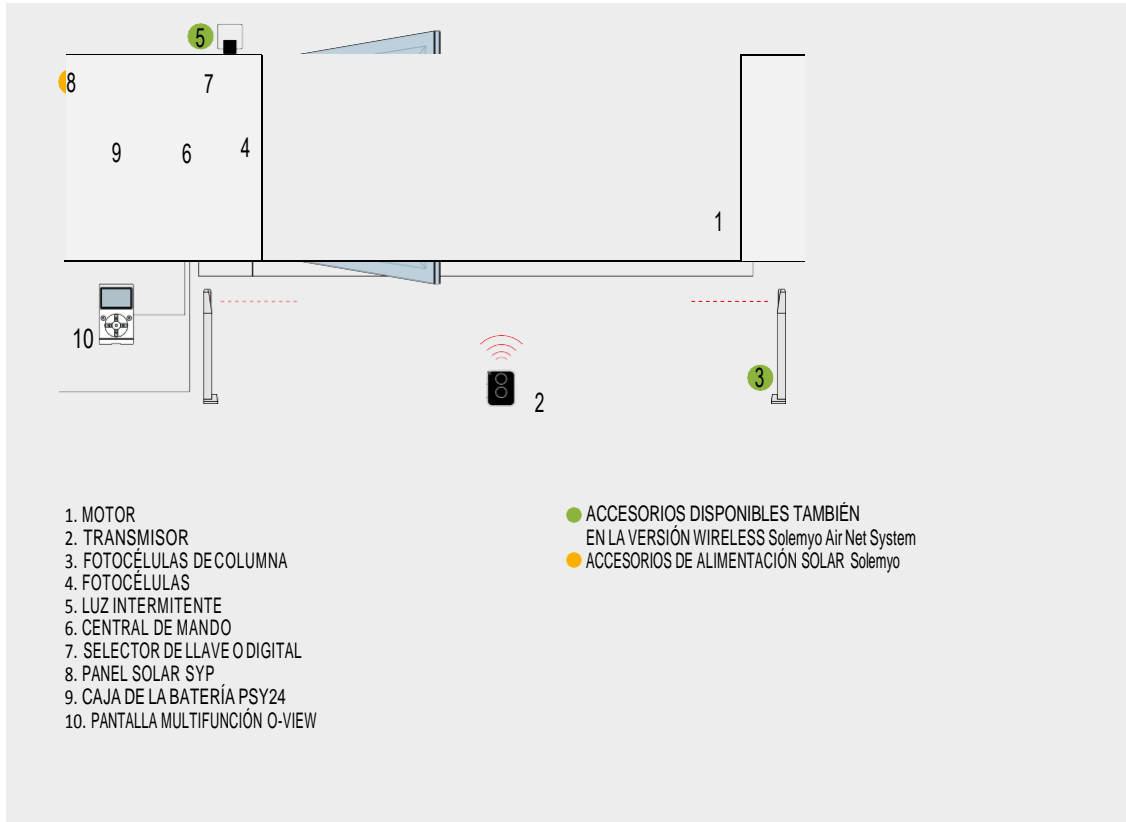 5
8
7
9
6
4
1
10
3
2
1. MOTOR
2. TRANSMISOR
3. FOTOCÉLULAS DE COLUMNA
4. FOTOCÉLULAS
5. LUZ INTERMITENTE
6. CENTRAL DE MANDO
7. SELECTOR DE LLAVE O DIGITAL
8. PANEL SOLAR SYP
9. CAJA DE LA BATERÍA PSY24
10. PANTALLA MULTIFUNCIÓN O-VIEW
ACCESORIOS DISPONIBLES TAMBIÉN
EN LA VERSIÓN WIRELESS Solemyo Air Net System
ACCESORIOS DE ALIMENTACIÓN SOLAR Solemyo